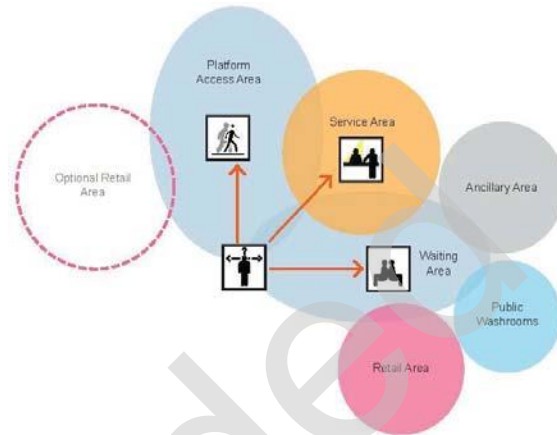 Platform
Access Area
Service Area
Optional Retail
Area
Ancillary Area
Waiting
Area
Public
Washrooms
Retail Area